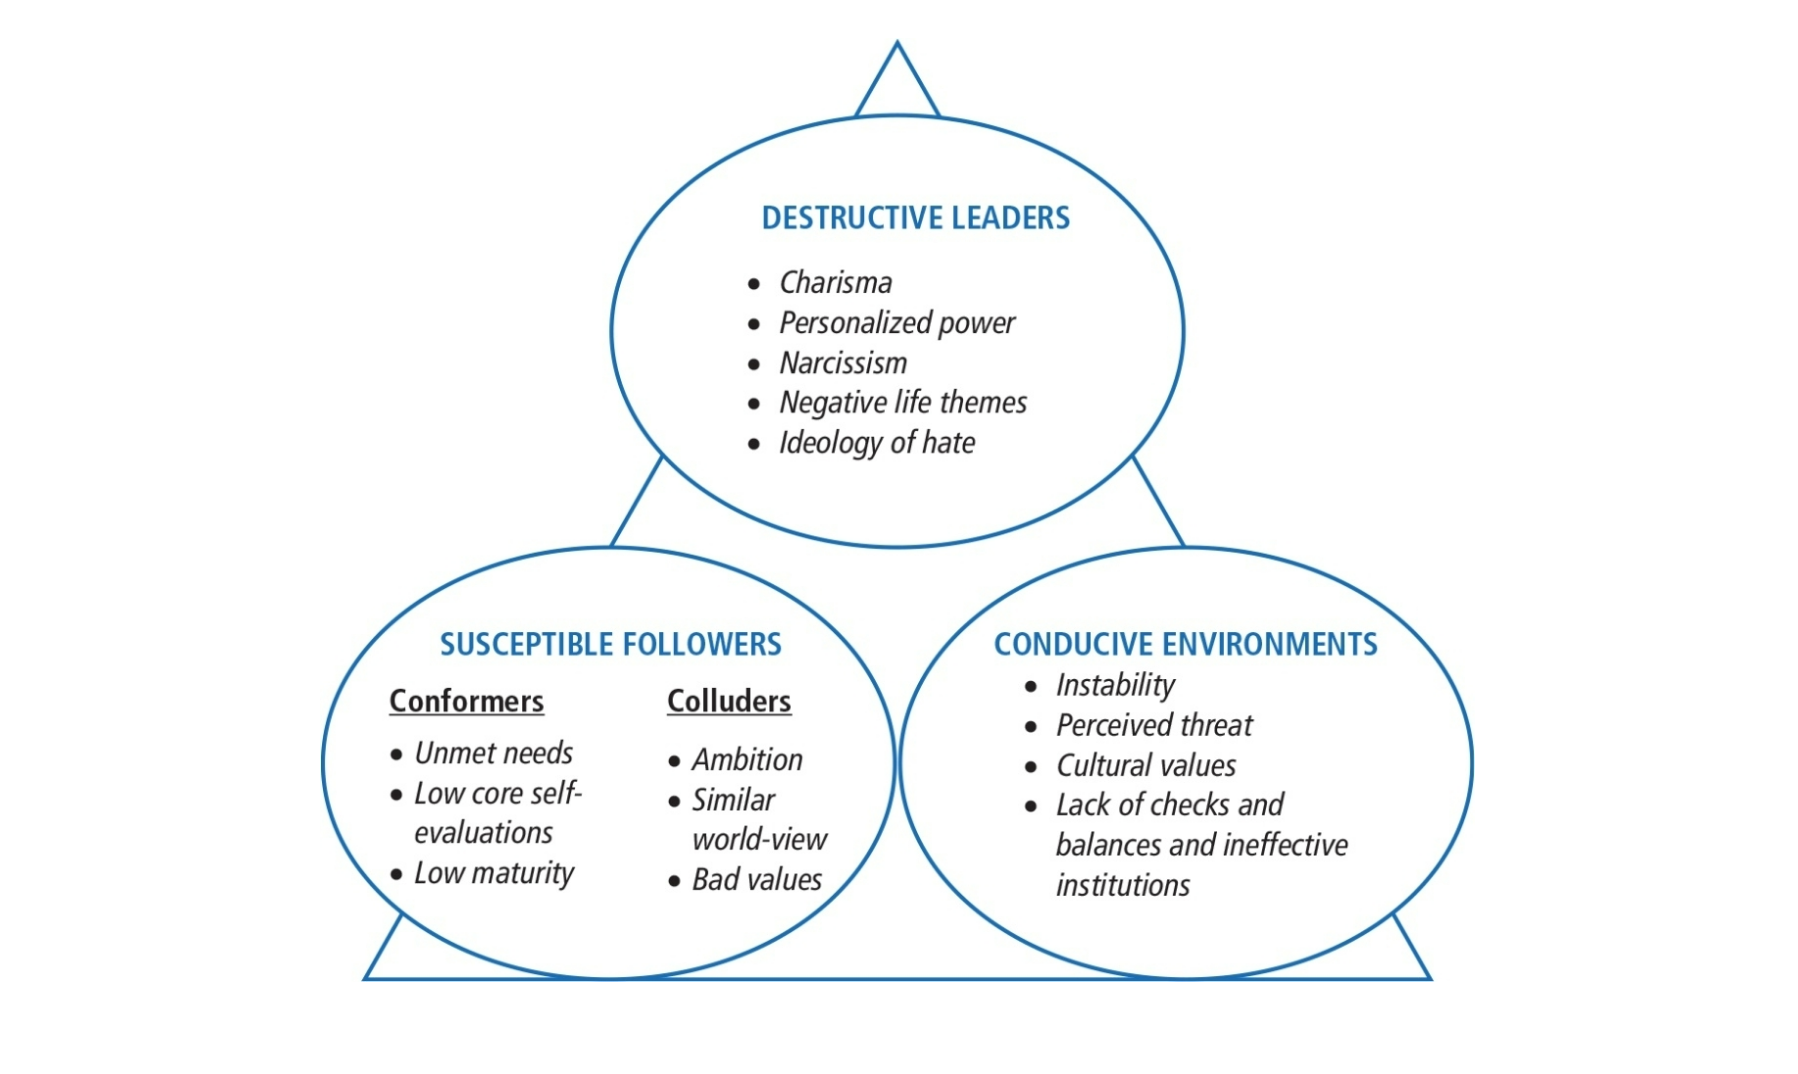 DESTRUCTIVE LEADERS
• Charisma
• Personalized power
• Narcissism
• Negative life themes
• Ideology of hate
SUSCEPTIBLE FOLLOWERS
Conformers
• Unmet needs
• Low core self-
evaluations
• Low maturity
Colluders
• Ambition
• Similar
world-view
• Bad values
CONDUCIVE ENVIRONMENTS
• Instability
• Perceived threat
• Cultural values
• Lack of checks and
balances and ineffective
institutions